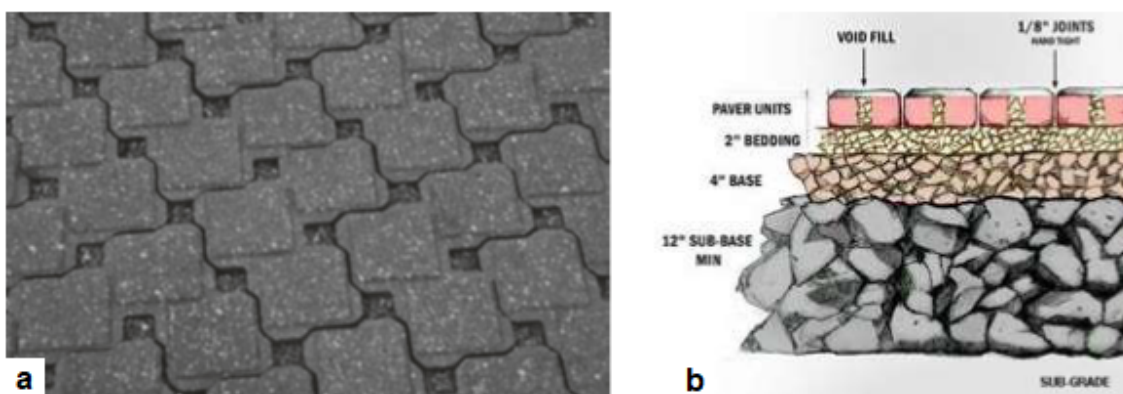 a
VOID FILL
1/8" JOINTS
HAND TIGHT
PAVER UNITS
2" BEDDING
4" BASE
12" SUB-BASE
MIN
b
SUB-GRADE